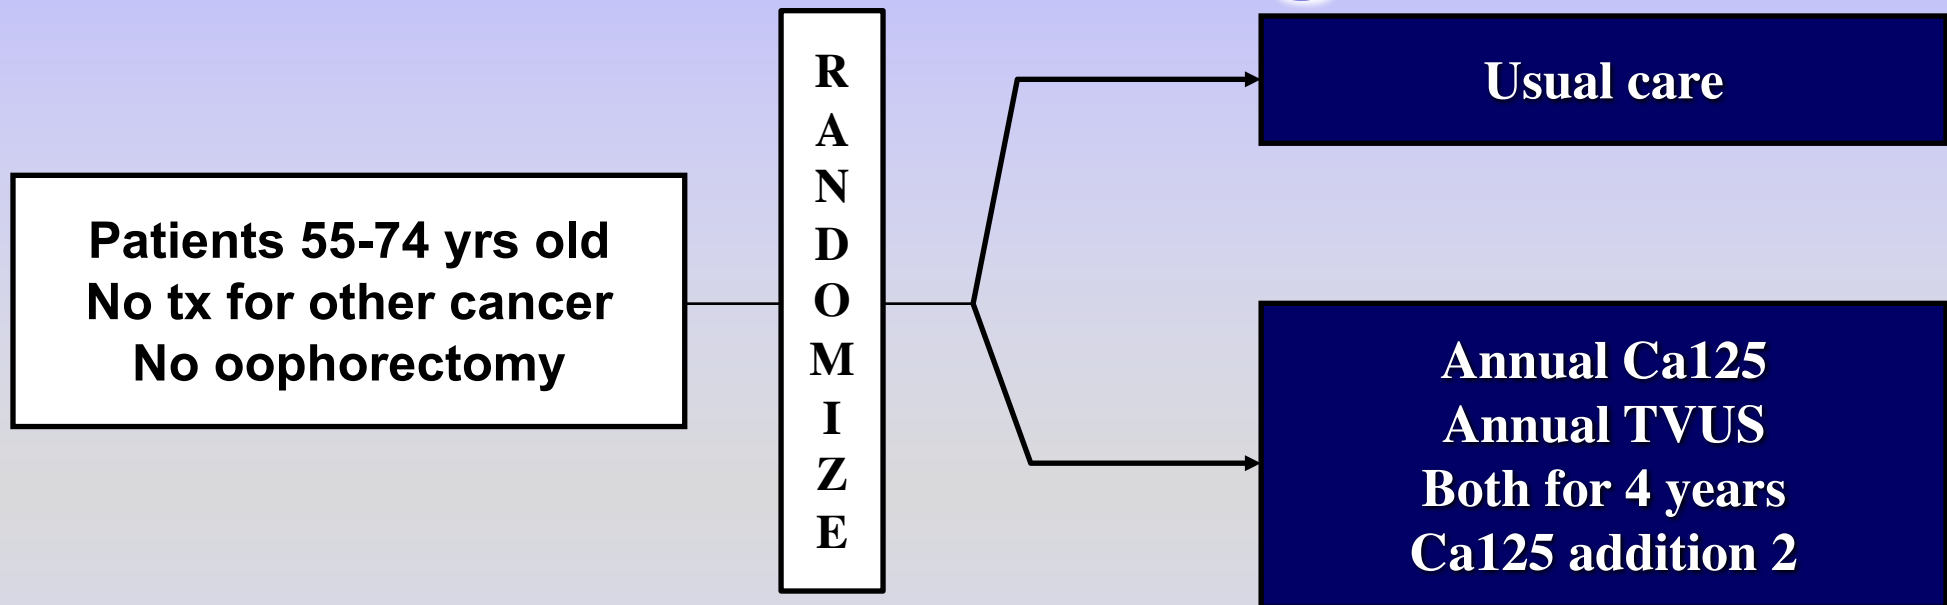 Patients 55-74 yrs old
No tx for other cancer
No oophorectomy
R
A
N
D
O
M
I
Z
E
Usual care
Annual Ca125
Annual TVUS
Both for 4 years
Ca125 addition 2